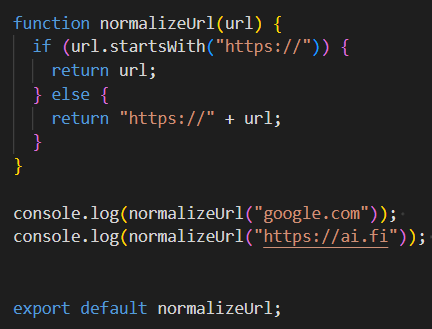 function normalizeUrl(url) {
  if (url.startsWith("https://")) {
    return url;
  } else {
    return "https://" + url;
  }
}
console.log(normalizeUrl("google.com"));
console.log(normalizeUrl("https://ai.fi"));
export default normalizeUrl;